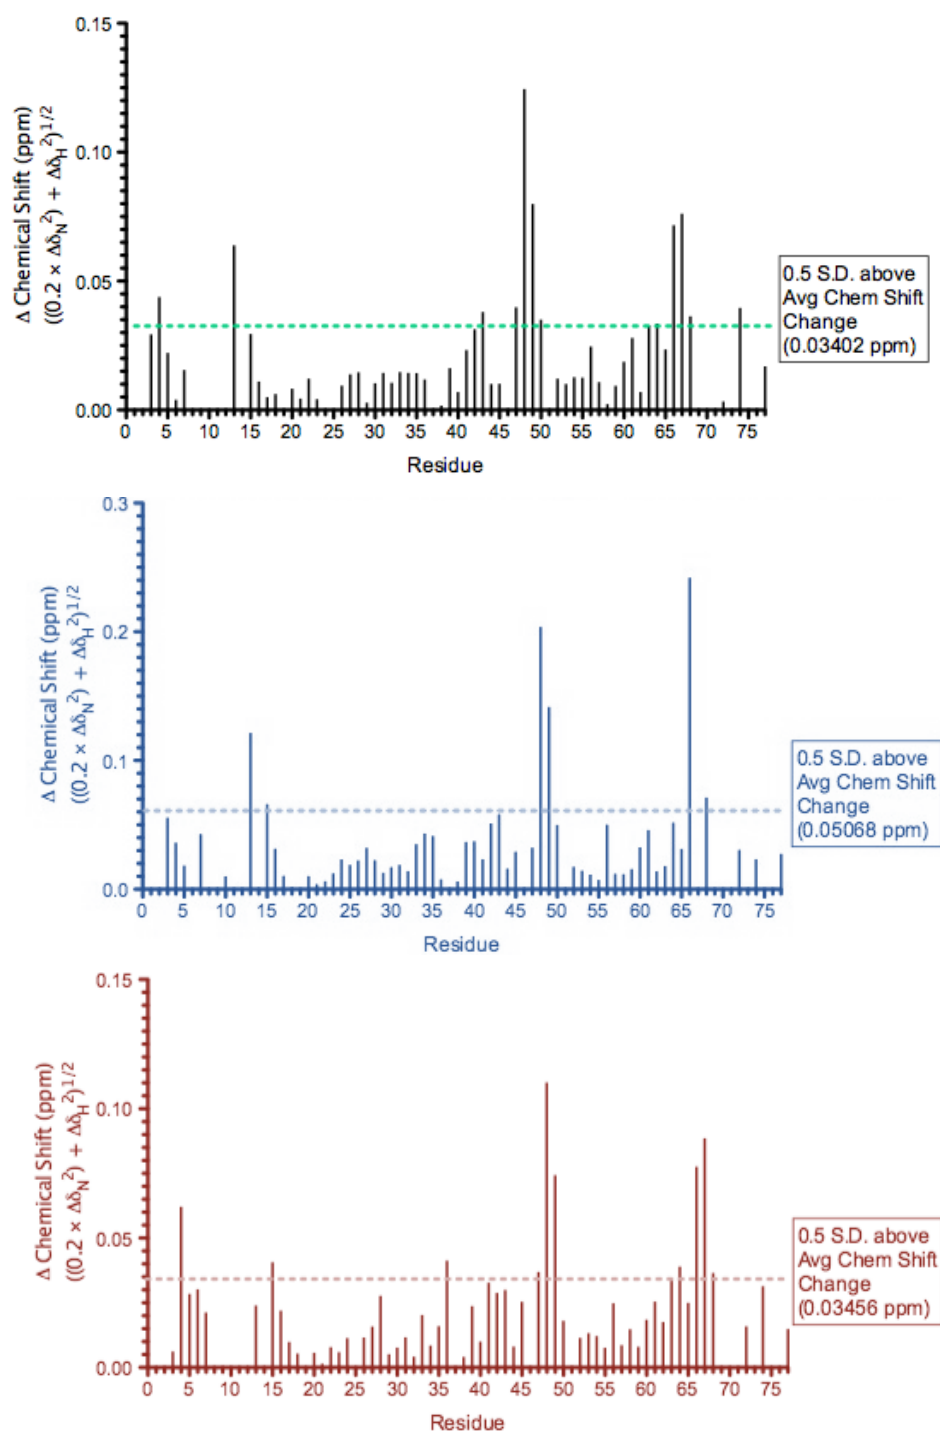 0.15
0.10
0.05
0.00
Δ Chemical Shift (ppm)
((0.2 × Δδ_N²) + Δδ_H²)^1/2
0 5 10 15 20 25 30 35 40 45 50 55 60 65 70 75
Residue
0.5 S.D. above
Avg Chem Shift
Change
(0.03402 ppm)
0.3
0.2
0.1
0.0
Δ Chemical Shift (ppm)
((0.2 × Δδ_N²) + Δδ_H²)^1/2
0 5 10 15 20 25 30 35 40 45 50 55 60 65 70 75
Residue
0.5 S.D. above
Avg Chem Shift
Change
(0.05068 ppm)
0.15
0.10
0.05
0.00
Δ Chemical Shift (ppm)
((0.2 × Δδ_N²) + Δδ_H²)^1/2
0 5 10 15 20 25 30 35 40 45 50 55 60 65 70 75
Residue
0.5 S.D. above
Avg Chem Shift
Change
(0.03456 ppm)